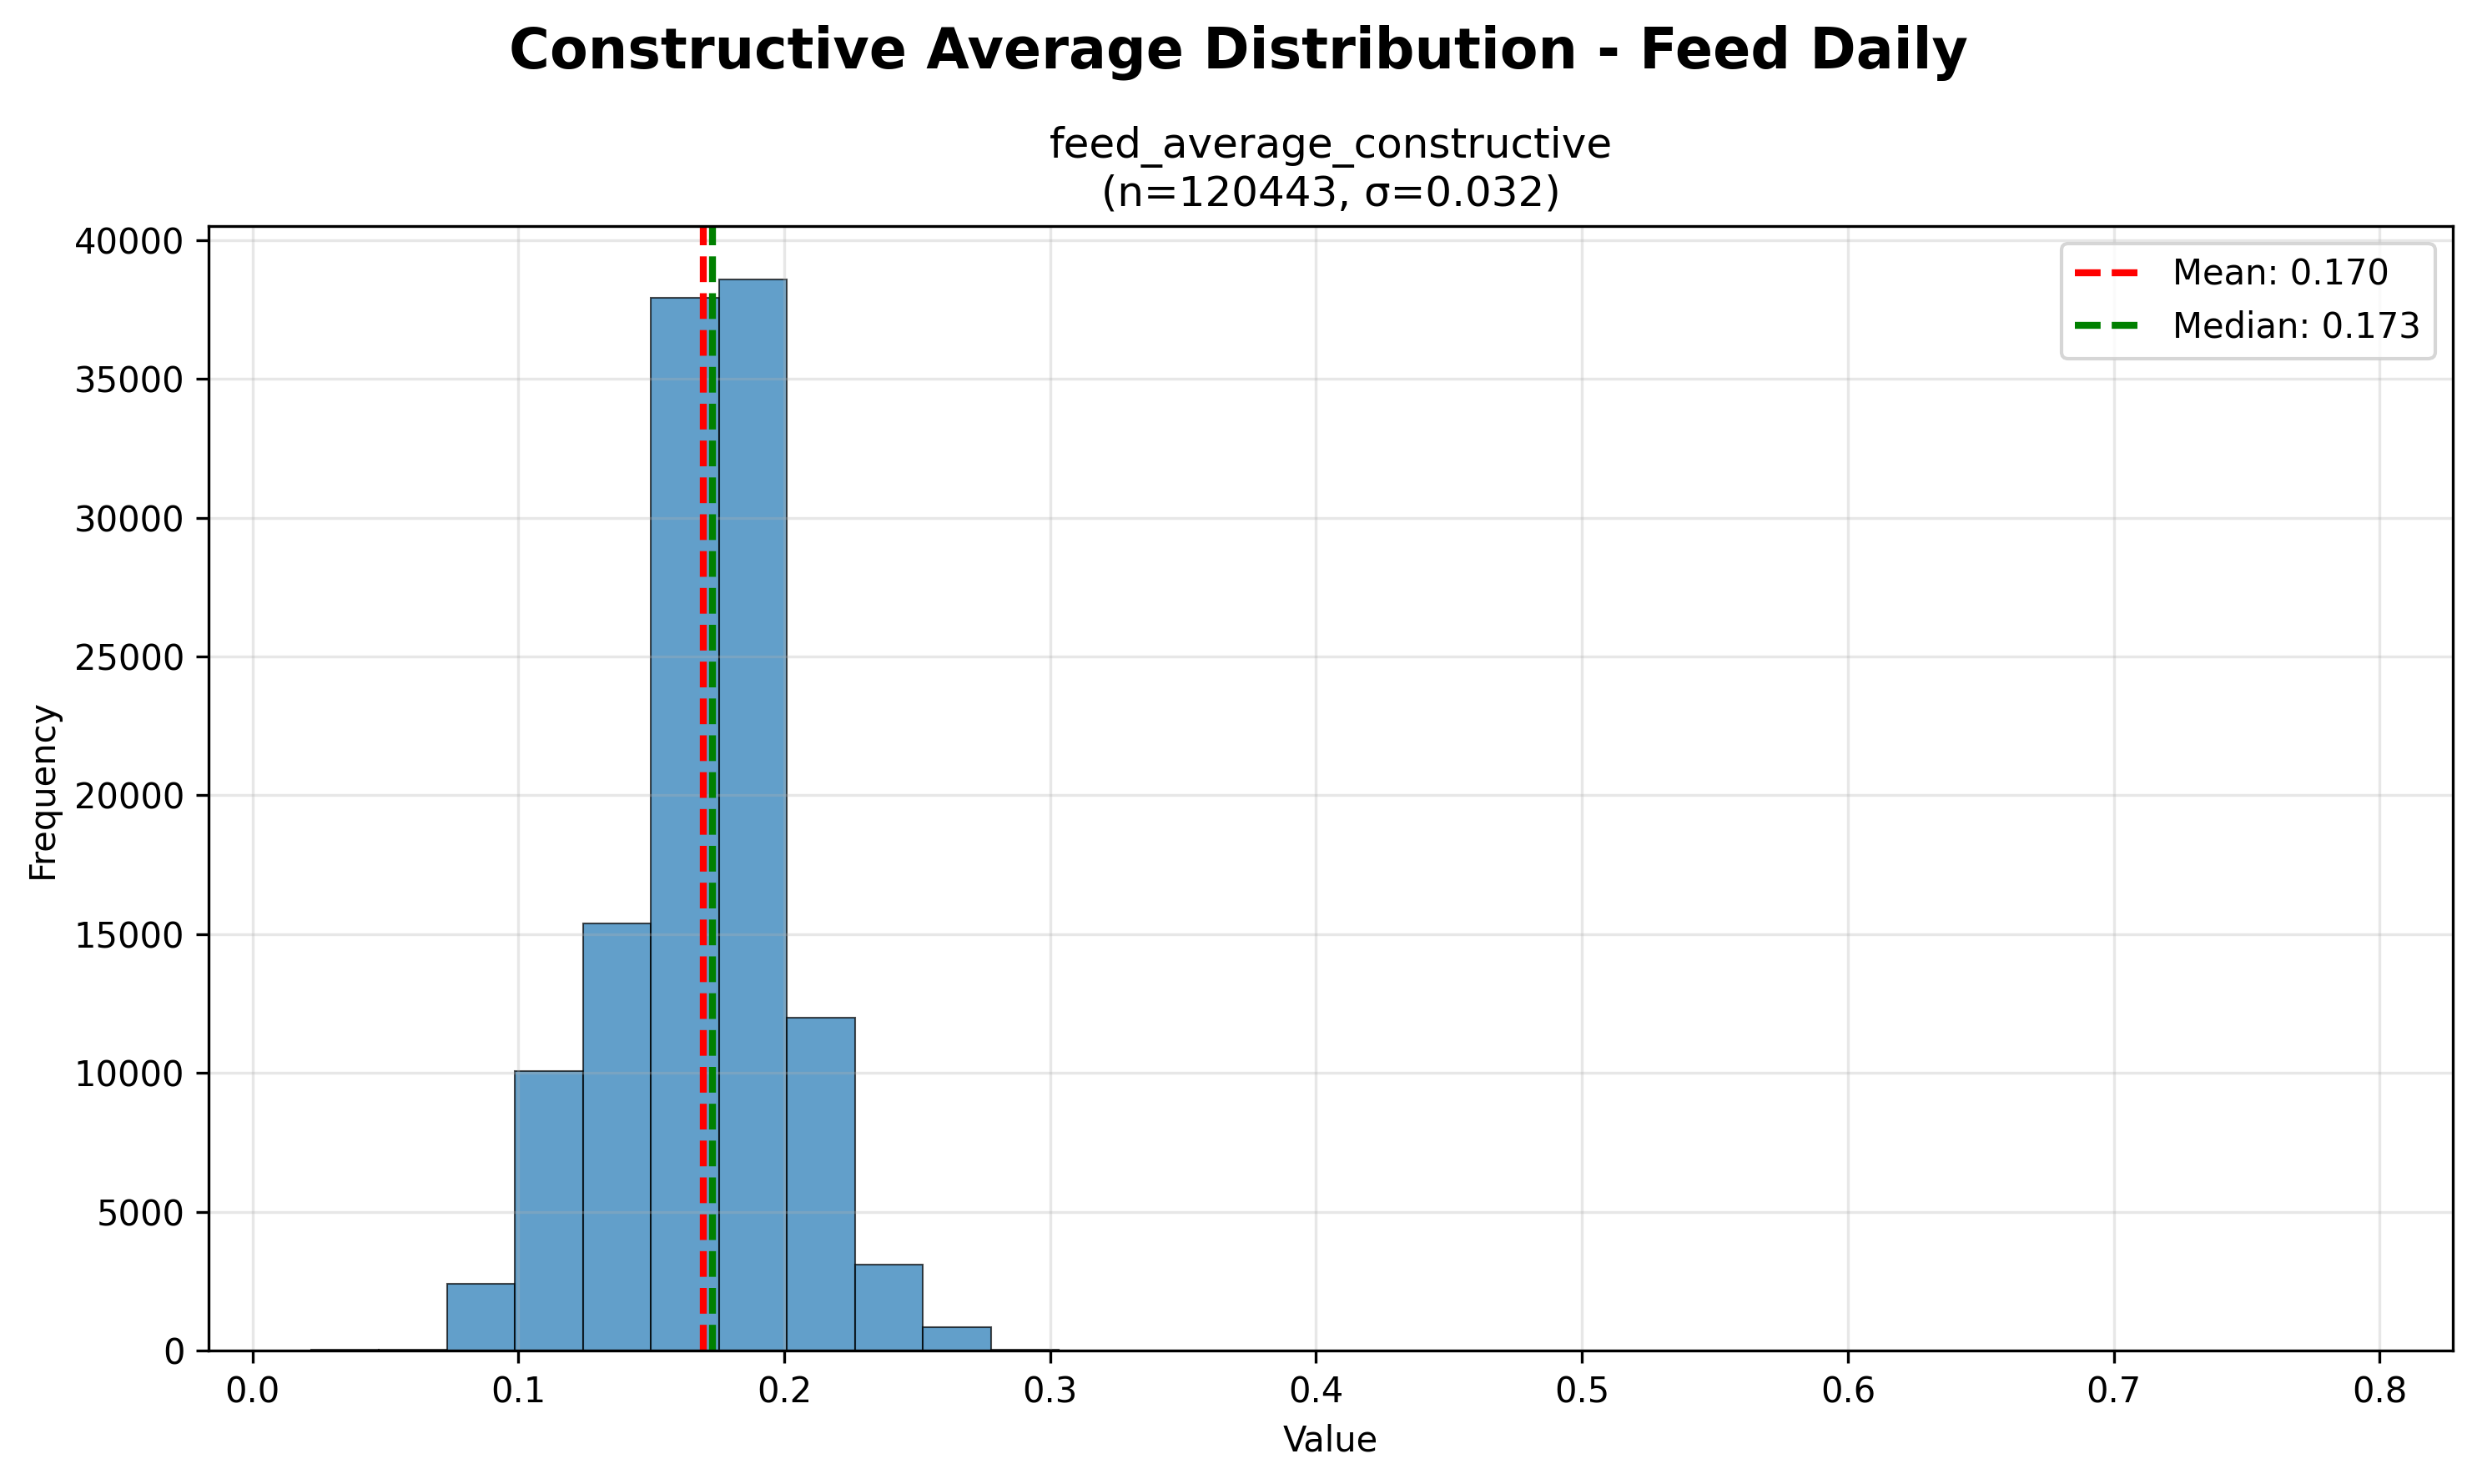 Constructive Average Distribution - Feed Daily
feed_average_constructive
(n=120443, σ=0.032)
Mean: 0.170
Median: 0.173
Frequency
40000
35000
30000
25000
20000
15000
10000
5000
0
0.0 0.1 0.2 0.3 0.4 0.5 0.6 0.7 0.8
Value